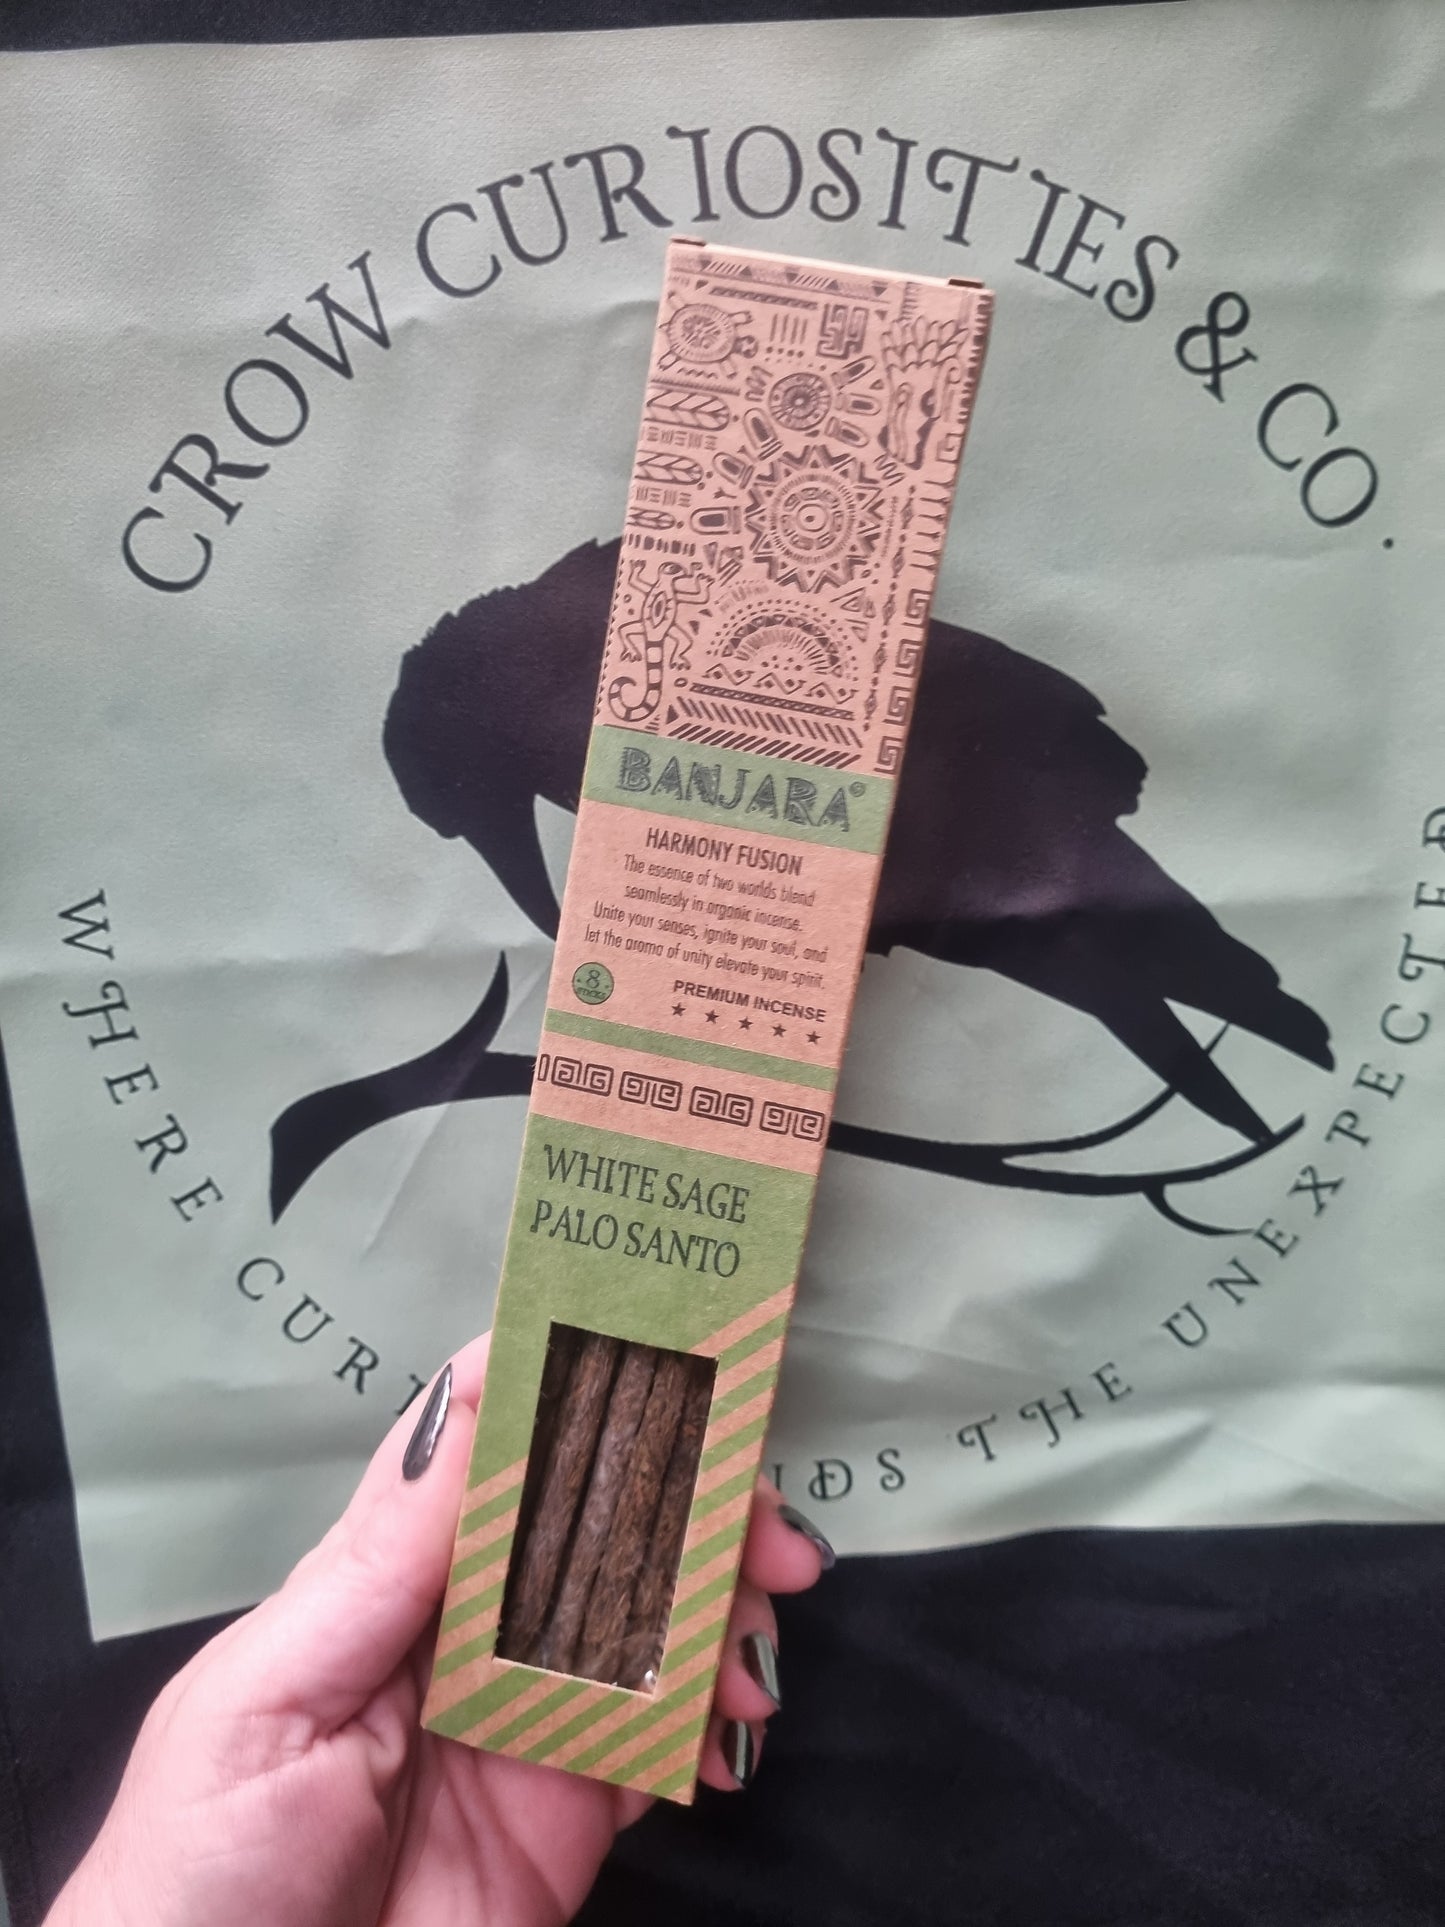 CROW CURIOSITIES & CO.
BANJARA®
HARMONY FUSION
The essence of two worlds blend
seamlessly in organic incense.
Unite your senses, ignite your soul, and
let the aroma of unity elevate your spirit.
8
STICKS
PREMIUM INCENSE
WHITE SAGE
PALO SANTO
WHERE THE UNEXPECTED